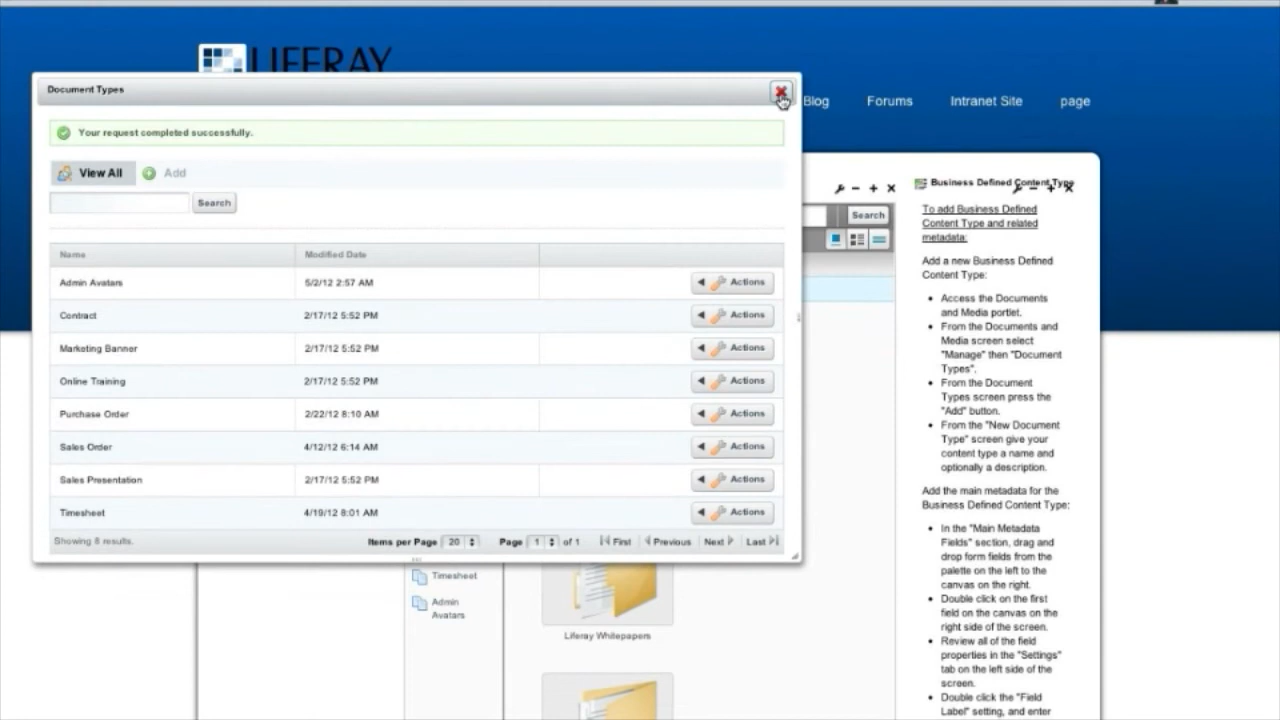 LIFERAY
Blog
Forums
Intranet Site
page
Document Types
Your request completed successfully.
View All
Add
Search
Name
Modified Date
Admin Avatars
5/2/12 2:57 AM
Actions
Contract
2/17/12 5:52 PM
Actions
Marketing Banner
2/17/12 5:52 PM
Actions
Online Training
2/17/12 5:52 PM
Actions
Purchase Order
2/22/12 8:10 AM
Actions
Sales Order
4/12/12 6:14 AM
Actions
Sales Presentation
2/17/12 5:52 PM
Actions
Timesheet
4/19/12 8:01 AM
Actions
Showing 8 results.
Items per Page 20
Page 1 of 1
First
Previous
Next
Last
Timesheet
Admin
Avatars
Liferay Whitepapers
Search
Business Defined Content Type
To add Business Defined
Content Type and related
metadata:
Add a new Business Defined
Content Type:
• Access the Documents
and Media portlet.
• From the Documents and
Media screen select
"Manage" then "Document
Types".
• From the Document
Types screen press the
"Add" button.
• From the "New Document
Type" screen give your
content type a name and
optionally a description.
Add the main metadata for the
Business Defined Content Type:
• In the "Main Metadata
Fields" section, drag and
drop form fields from the
palette on the left to the
canvas on the right.
• Double click on the first
field on the canvas on the
right side of the screen.
• Review all of the field
properties in the "Settings"
tab on the left side of the
screen.
• Double click the "Field
Label" setting, and enter